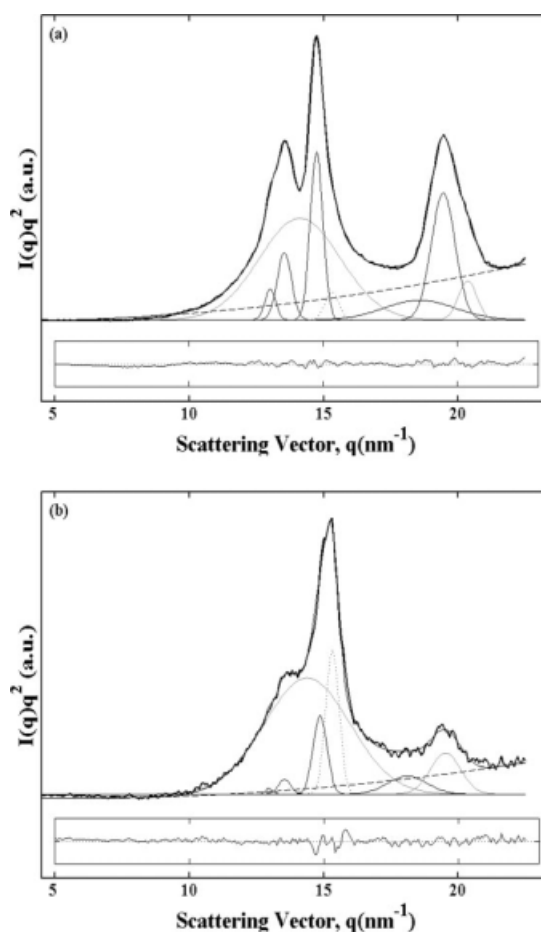 (a)
I(q)q² (a.u.)
5 10 15 20
Scattering Vector, q(nm⁻¹)
(b)
I(q)q² (a.u.)
5 10 15 20
Scattering Vector, q(nm⁻¹)